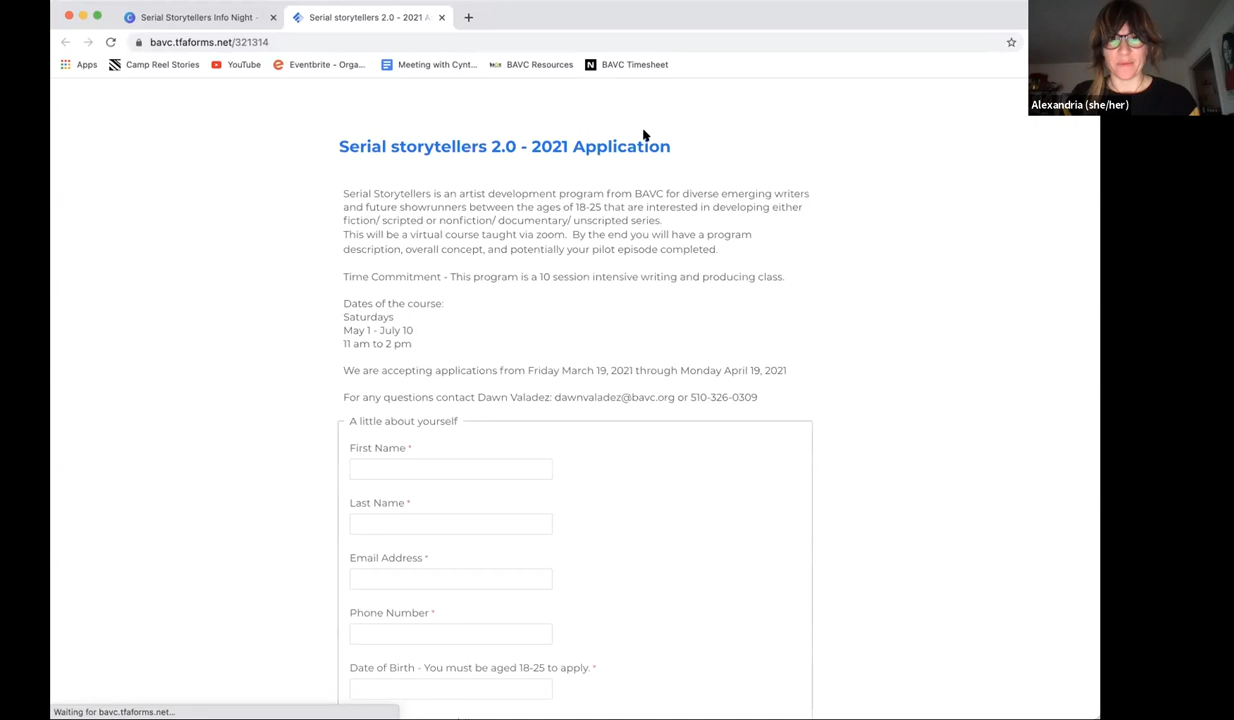 Serial Storytellers Info Night -
Serial storytellers 2.0 - 2021 A
bavc.tfaforms.net/321314
Apps
Camp Reel Stories
YouTube
Eventbrite - Orga...
Meeting with Cynt...
BAVC Resources
BAVC Timesheet
Alexandria (she/her)
Serial storytellers 2.0 - 2021 Application
Serial Storytellers is an artist development program from BAVC for diverse emerging writers
and future showrunners between the ages of 18-25 that are interested in developing either
fiction/ scripted or nonfiction/ documentary/ unscripted series.
This will be a virtual course taught via zoom. By the end you will have a program
description, overall concept, and potentially your pilot episode completed.
Time Commitment - This program is a 10 session intensive writing and producing class.
Dates of the course:
Saturdays
May 1 - July 10
11 am to 2 pm
We are accepting applications from Friday March 19, 2021 through Monday April 19, 2021
For any questions contact Dawn Valadez: dawnvaladez@bavc.org or 510-326-0309
A little about yourself
First Name *
Last Name *
Email Address *
Phone Number *
Date of Birth - You must be aged 18-25 to apply. *
Waiting for bavc.tfaforms.net...